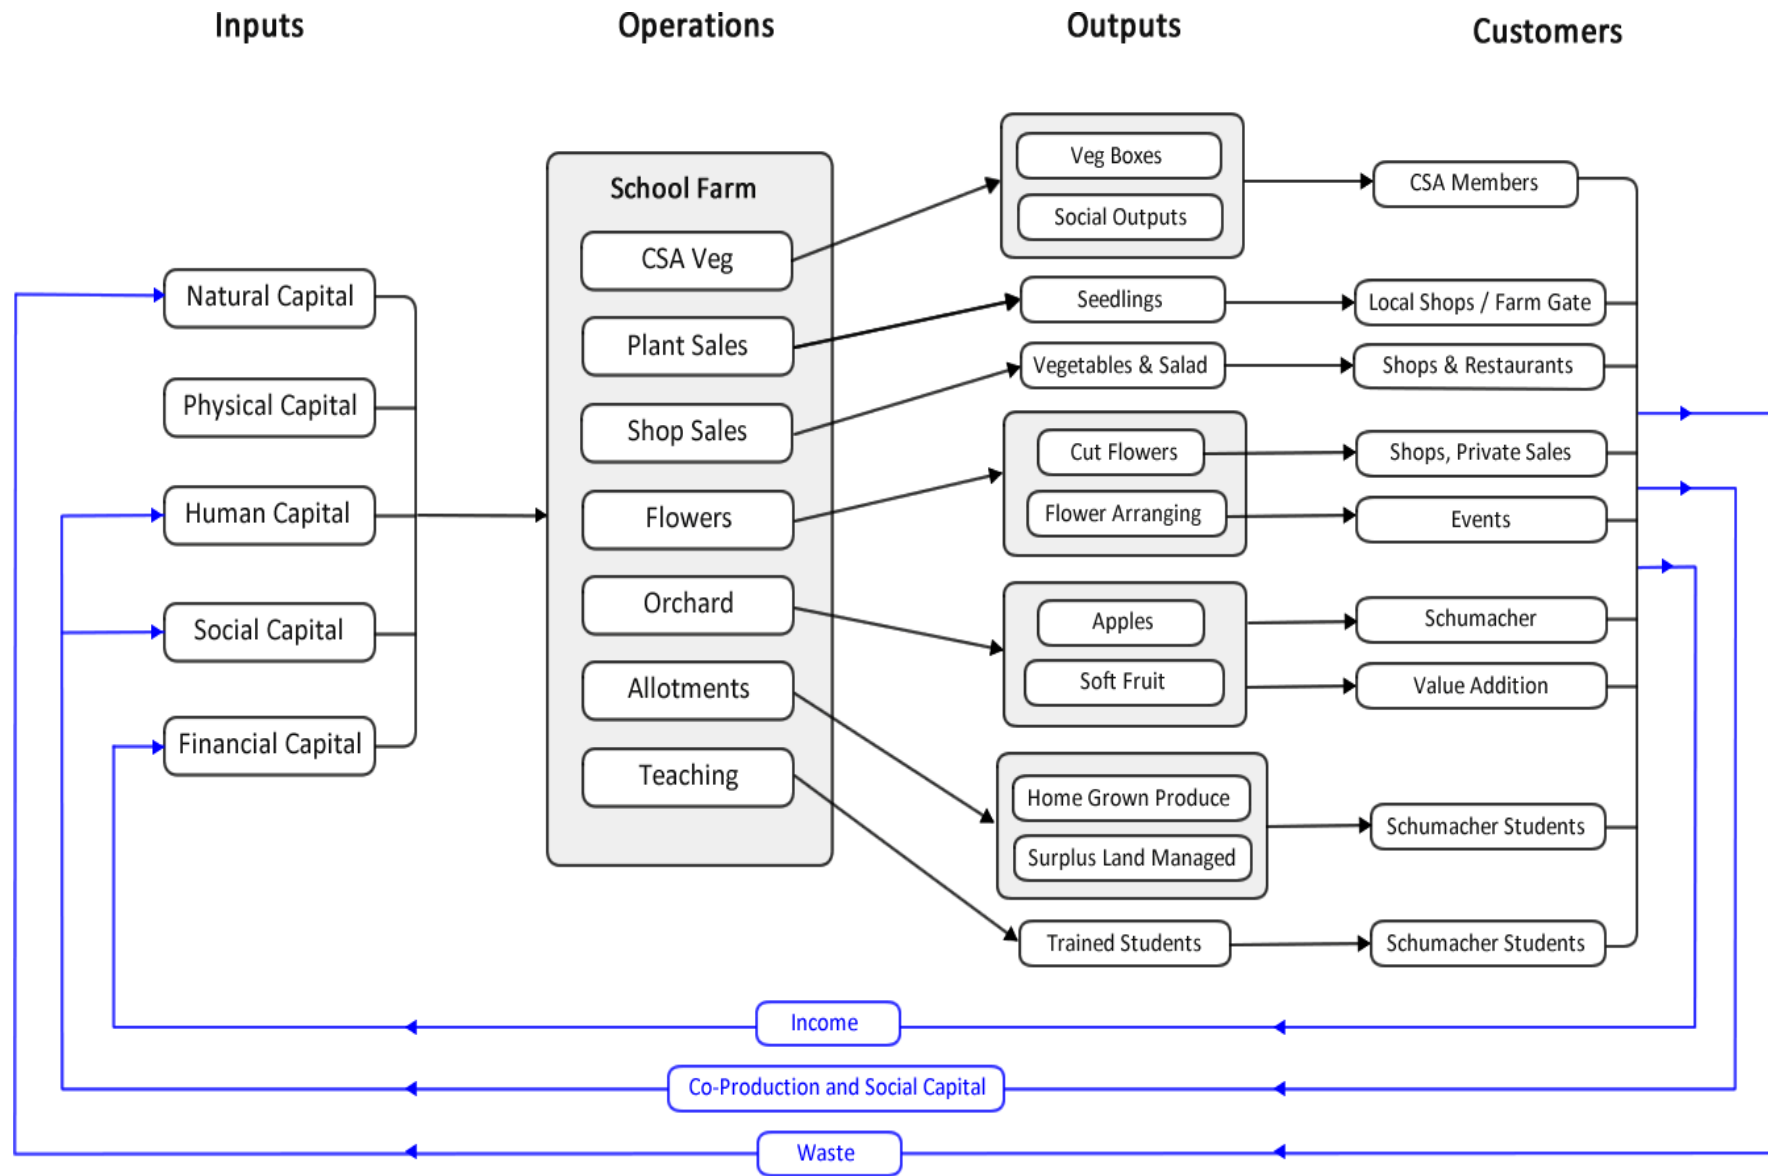 Inputs
Operations
Outputs
Customers
Natural Capital
Physical Capital
Human Capital
Social Capital
Financial Capital
School Farm
CSA Veg
Plant Sales
Shop Sales
Flowers
Orchard
Allotments
Teaching
Veg Boxes
Social Outputs
Seedlings
Vegetables & Salad
Cut Flowers
Flower Arranging
Apples
Soft Fruit
Home Grown Produce
Surplus Land Managed
Trained Students
CSA Members
Local Shops / Farm Gate
Shops & Restaurants
Shops, Private Sales
Events
Schumacher
Value Addition
Schumacher Students
Schumacher Students
Income
Co-Production and Social Capital
Waste